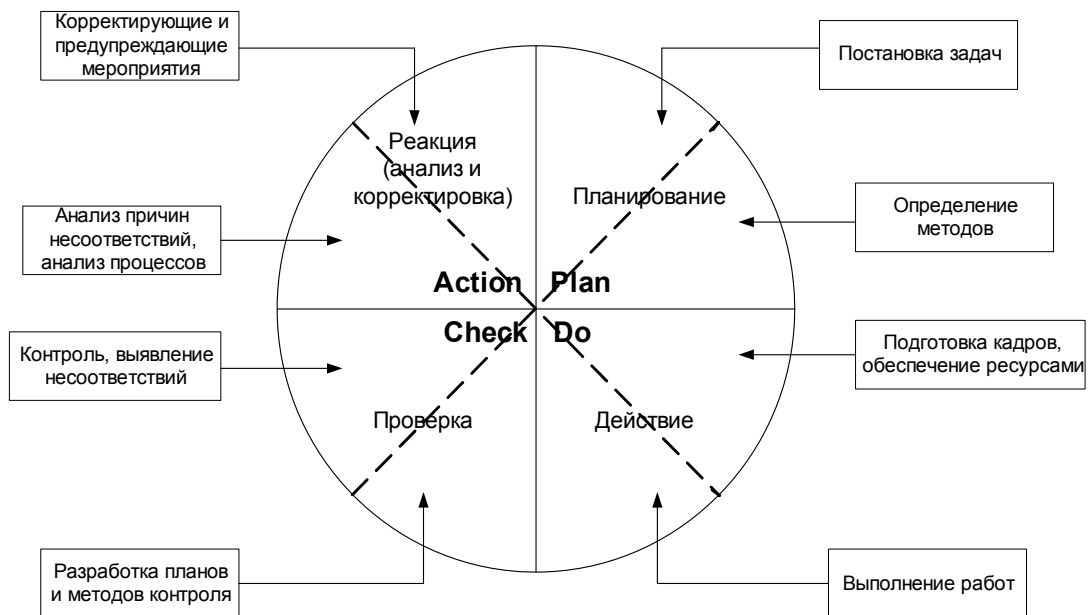 Корректирующие и
предупреждающие
мероприятия
Постановка задач
Реакция
(анализ и
корректировка)
Планирование
Анализ причин
несоответствий,
анализ процессов
Определение
методов
Action
Plan
Check
Do
Контроль, выявление
несоответствий
Подготовка кадров,
обеспечение ресурсами
Проверка
Действие
Разработка планов
и методов контроля
Выполнение работ